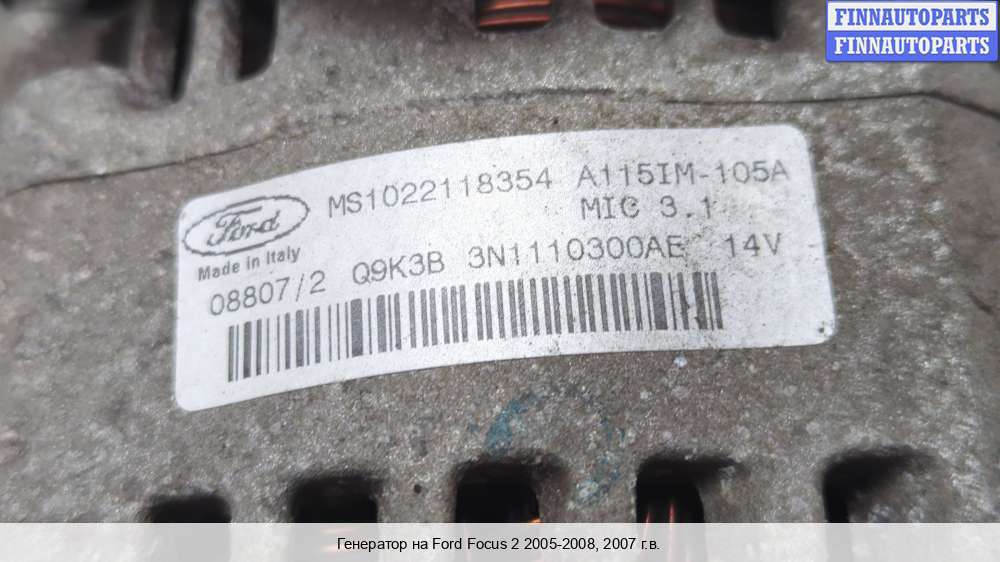 FINNAUTOPARTS
FINNAUTOPARTS
MS1022118354 A115IM-105A
Ford MIC 3.1
Made in Italy
08807/2 Q9K3B 3N1110300AE 14V
Генератор на Ford Focus 2 2005-2008, 2007 г.в.